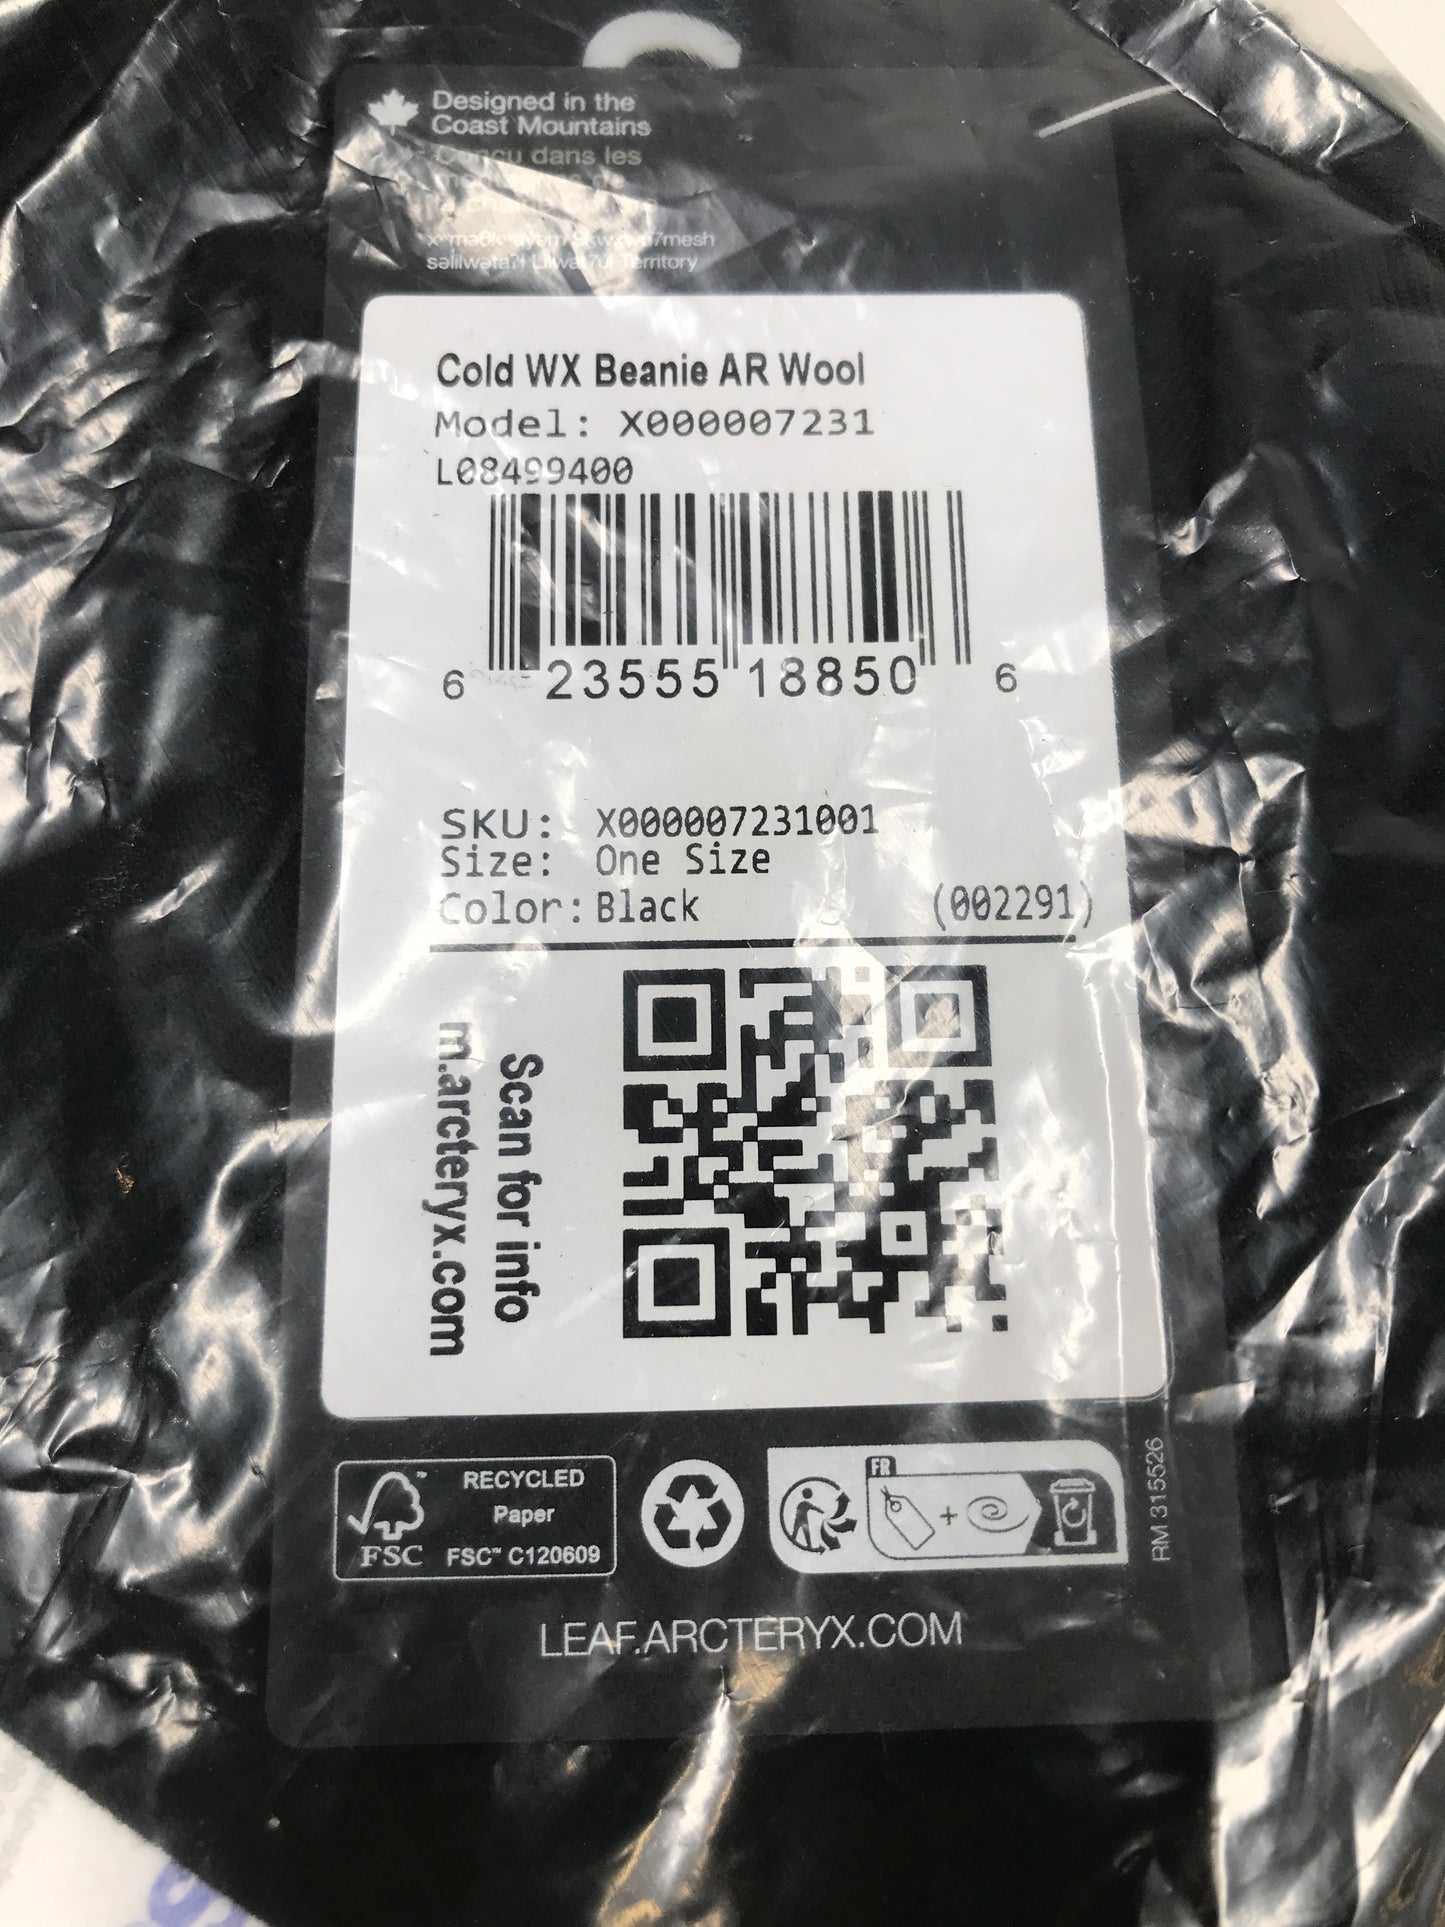 Designed in the
Coast Mountains
dans les
Territory
Cold WX Beanie AR Wool
Model: X000007231
L08499400
6 23555 18850 6
SKU: X000007231001
Size: One Size
Color: Black (002291)
Scan for info
m.arcteryx.com
FSC™
RECYCLED
Paper
FSC™ C120609
FR
+
RM 315526
LEAF.ARCTERYX.COM